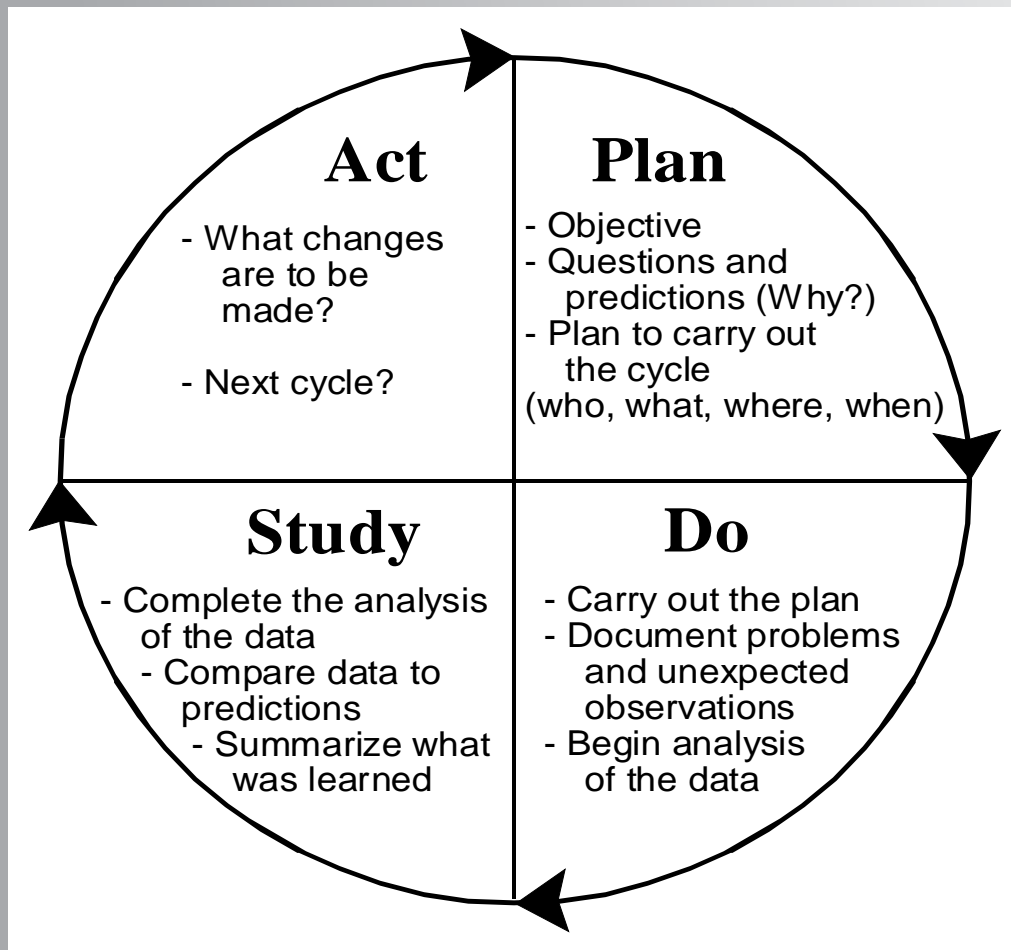 Act
- What changes
are to be
made?
- Next cycle?
Plan
- Objective
- Questions and
predictions (Why?)
- Plan to carry out
the cycle
(who, what, where, when)
Study
- Complete the analysis
of the data
- Compare data to
predictions
- Summarize what
was learned
Do
- Carry out the plan
- Document problems
and unexpected
observations
- Begin analysis
of the data